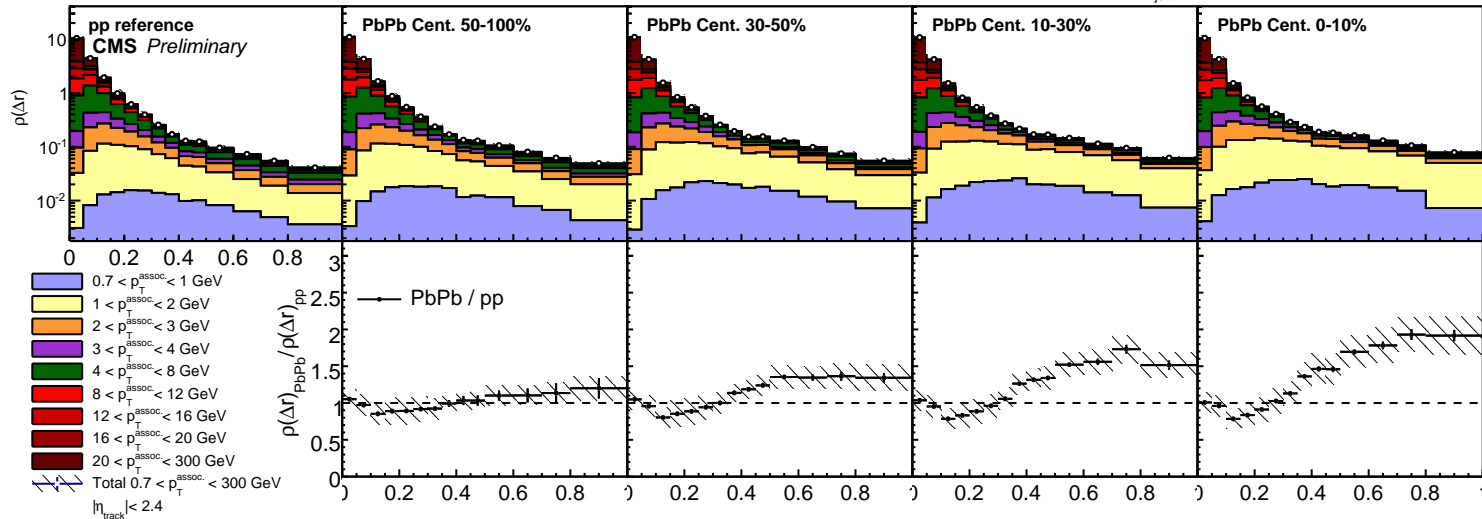 pp reference
CMS Preliminary
PbPb Cent. 50-100%
PbPb Cent. 30-50%
PbPb Cent. 10-30%
PbPb Cent. 0-10%
ρ(Δr)
10
1
10⁻¹
10⁻²
0 0.2 0.4 0.6 0.8
0.7 < p_T^assoc. < 1 GeV
1 < p_T^assoc. < 2 GeV
2 < p_T^assoc. < 3 GeV
3 < p_T^assoc. < 4 GeV
4 < p_T^assoc. < 8 GeV
8 < p_T^assoc. < 12 GeV
12 < p_T^assoc. < 16 GeV
16 < p_T^assoc. < 20 GeV
20 < p_T^assoc. < 300 GeV
Total 0.7 < p_T^assoc. < 300 GeV
|η_track| < 2.4
ρ(Δr)_PbPb/ρ(Δr)_pp
3
2.5
2
1.5
1
0.5
0
PbPb / pp
0 0.2 0.4 0.6 0.8
0.2 0.4 0.6 0.8
0.2 0.4 0.6 0.8
0.2 0.4 0.6 0.8